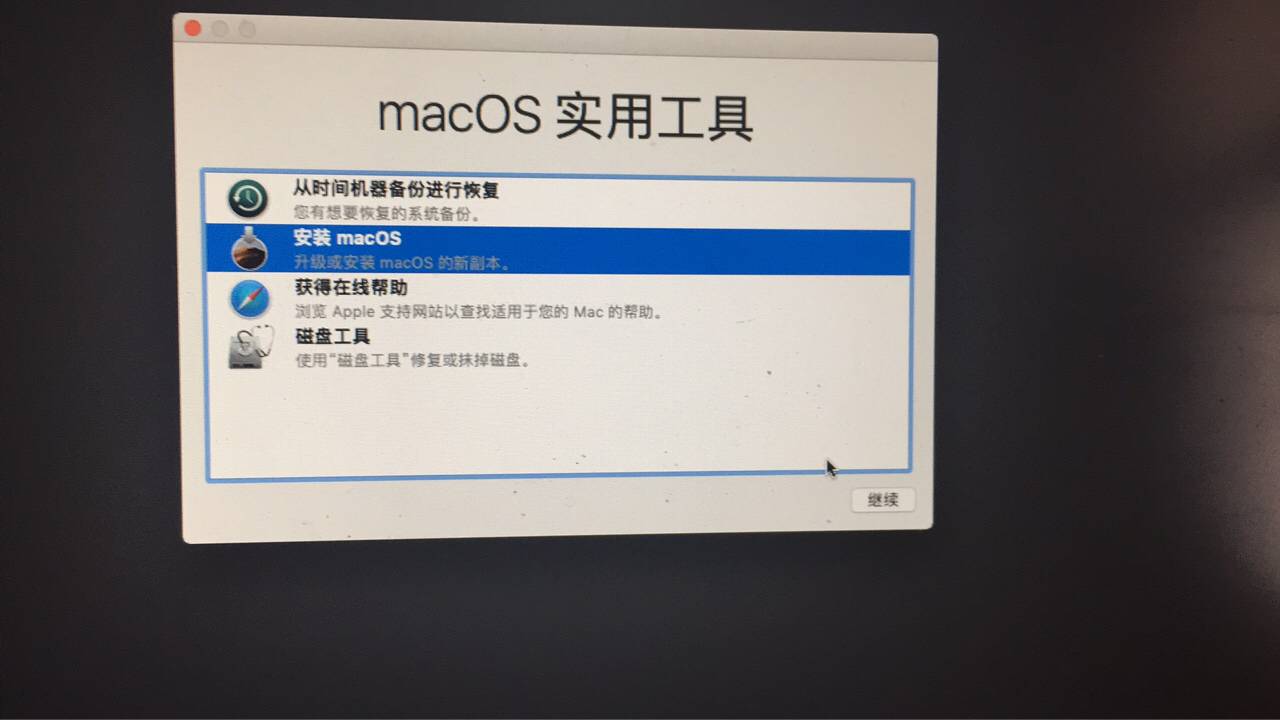 macOS 实用工具
从时间机器备份进行恢复
您有想要恢复的系统备份。
安装 macOS
升级或安装 macOS 的新副本。
获得在线帮助
浏览 Apple 支持网站以查找适用于您的 Mac 的帮助。
磁盘工具
使用“磁盘工具”修复或抹掉磁盘。
继续